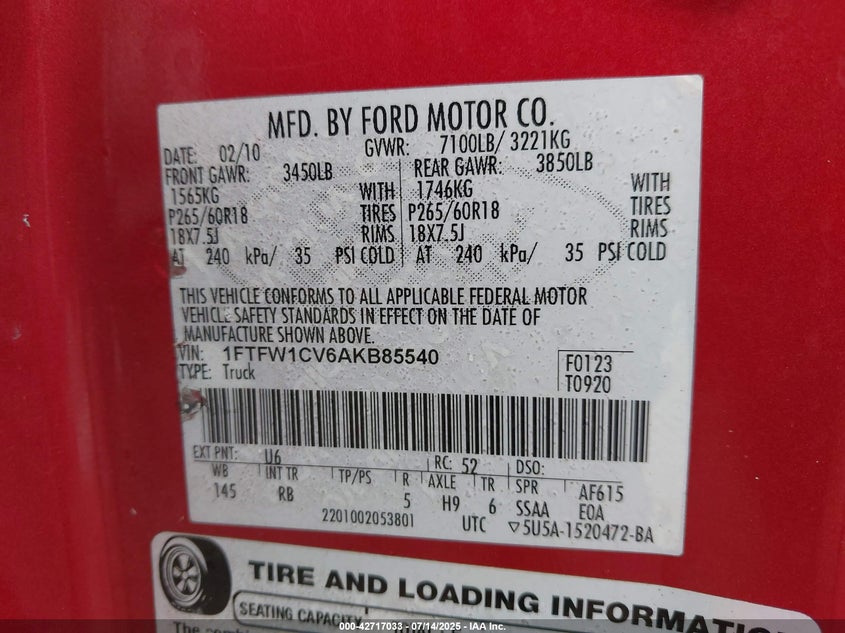 MFD. BY FORD MOTOR CO.
DATE: 02/10 GVWR: 7100LB/ 3221KG
FRONT GAWR: 3450LB REAR GAWR: 3850LB
1565KG WITH 1746KG WITH
P265/60R18 TIRES P265/60R18 TIRES
18X7.5J RIMS 18X7.5J RIMS
AT 240 kPa/ 35 PSI COLD AT 240 kPa/ 35 PSI COLD
THIS VEHICLE CONFORMS TO ALL APPLICABLE FEDERAL MOTOR
VEHICLE SAFETY STANDARDS IN EFFECT ON THE DATE OF
MANUFACTURE SHOWN ABOVE.
VIN: 1FTFW1CV6AKB85540 F0123
TYPE: Truck T0920
EXT PNT: U6 RC: 52 DSO:
WB INT TR TP/PS R AXLE TR SPR AF615
145 RB 5 H9 6 SSAA EOA
2201002053801 UTC ▽5U5A-1520472-BA
TIRE AND LOADING INFORMATIO
SEATING CAPACITY
The
000-42717033 - 07/14/2025 - IAA Inc.